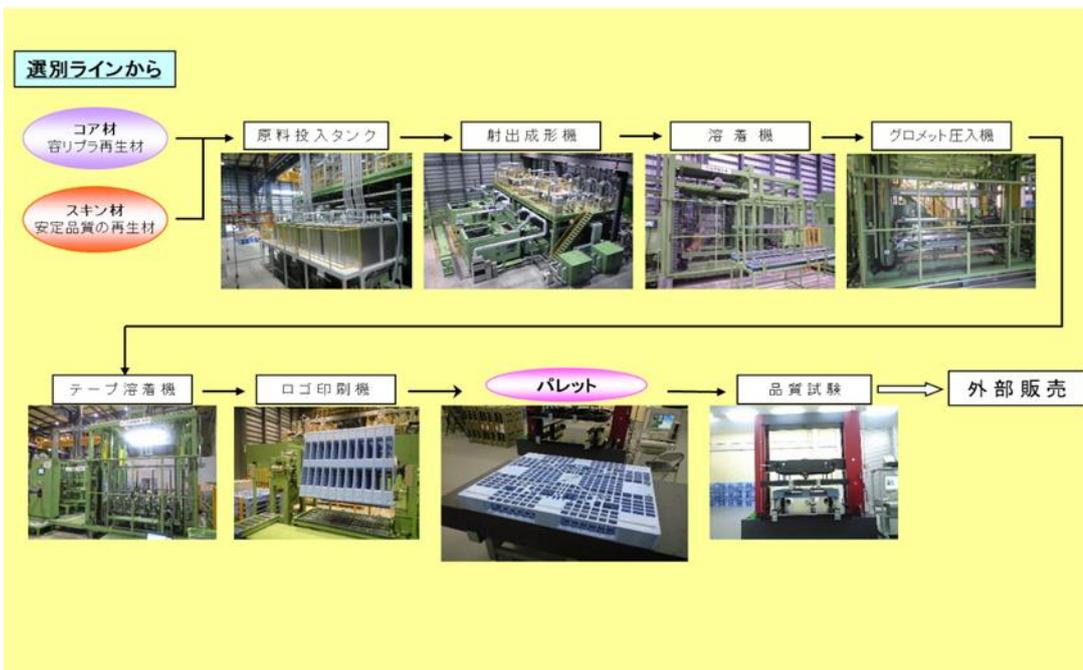 選別ラインから
コア材
容リプラ再生材
スキン材
安定品質の再生材
原料投入タンク
射出成形機
溶着機
グロメット圧入機
テープ溶着機
ロゴ印刷機
パレット
品質試験
外部販売